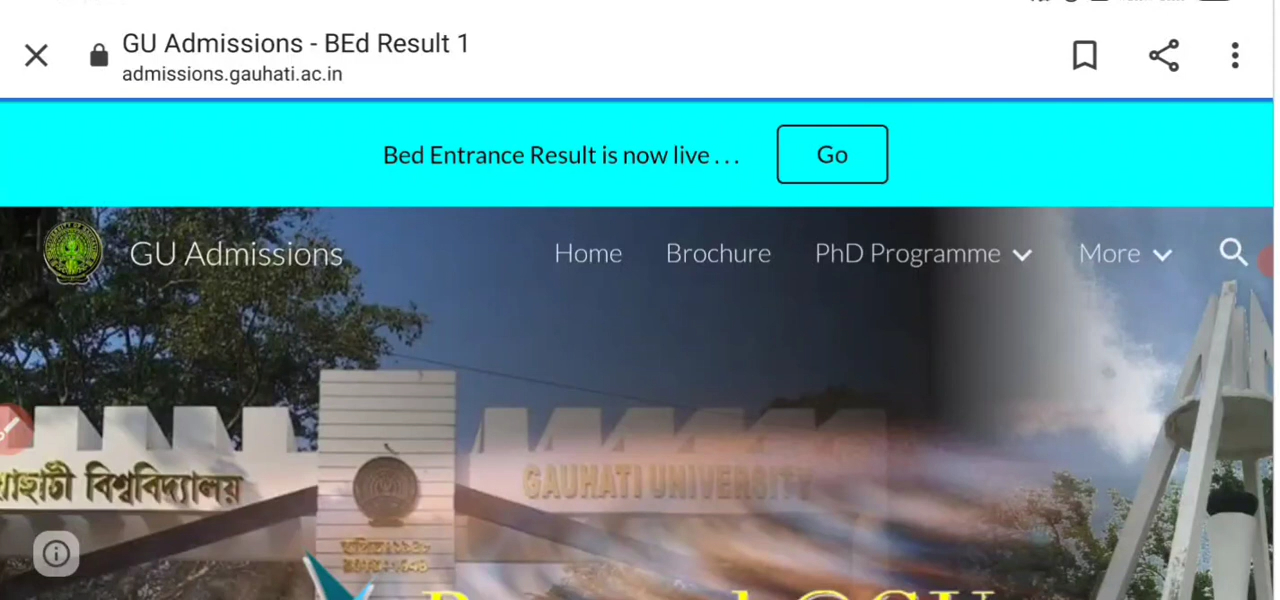 GU Admissions - BEd Result 1
admissions.gauhati.ac.in
Bed Entrance Result is now live . . .
Go
GU Admissions
Home
Brochure
PhD Programme
More
বিশ্ববিদ্যালয়
GAUHATI UNIVERSITY